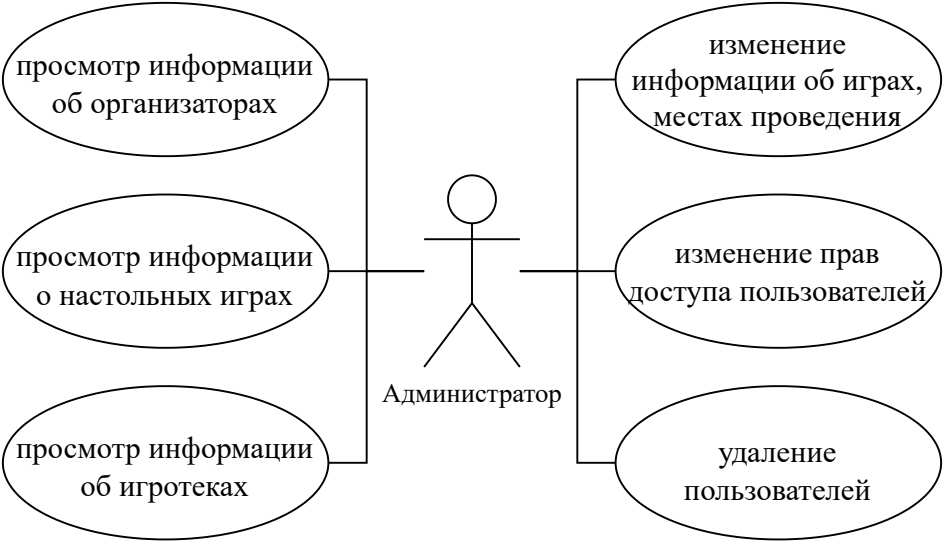 просмотр информации
об организаторах
изменение
информации об играх,
местах проведения
просмотр информации
о настольных играх
изменение прав
доступа пользователей
Администратор
просмотр информации
об игротеках
удаление
пользователей